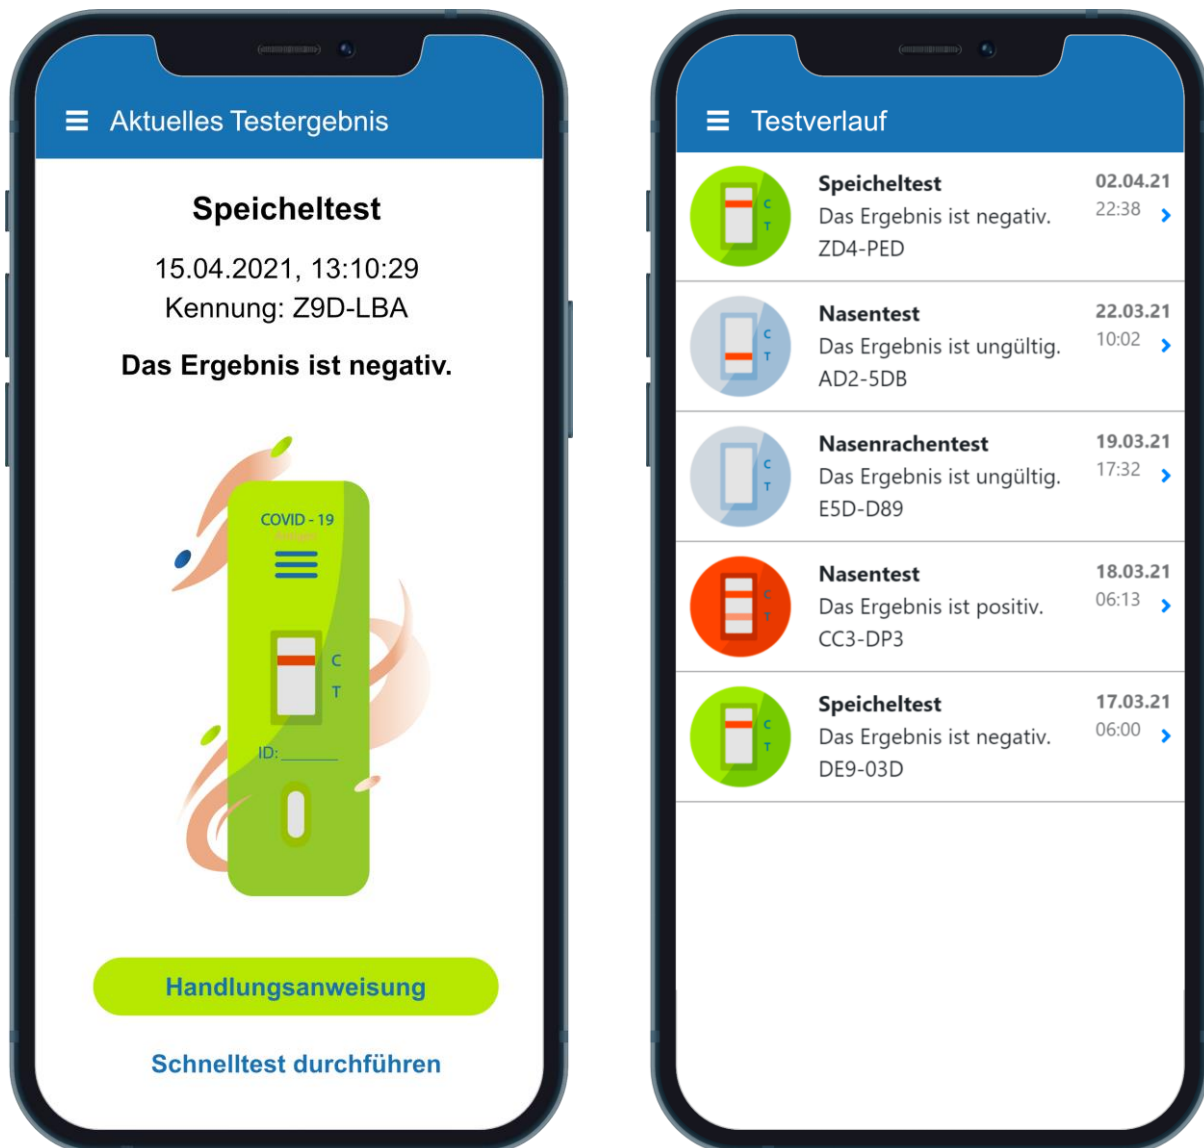 Aktuelles Testergebnis
Speicheltest
15.04.2021, 13:10:29
Kennung: Z9D-LBA
Das Ergebnis ist negativ.
COVID - 19
C
T
ID:
Handlungsanweisung
Schnelltest durchführen
Testverlauf
C
T
Speicheltest
02.04.21
Das Ergebnis ist negativ.
22:38
ZD4-PED
C
T
Nasentest
22.03.21
Das Ergebnis ist ungültig.
10:02
AD2-5DB
C
T
Nasenrachentest
19.03.21
Das Ergebnis ist ungültig.
17:32
E5D-D89
C
T
Nasentest
18.03.21
Das Ergebnis ist positiv.
06:13
CC3-DP3
C
T
Speicheltest
17.03.21
Das Ergebnis ist negativ.
06:00
DE9-03D